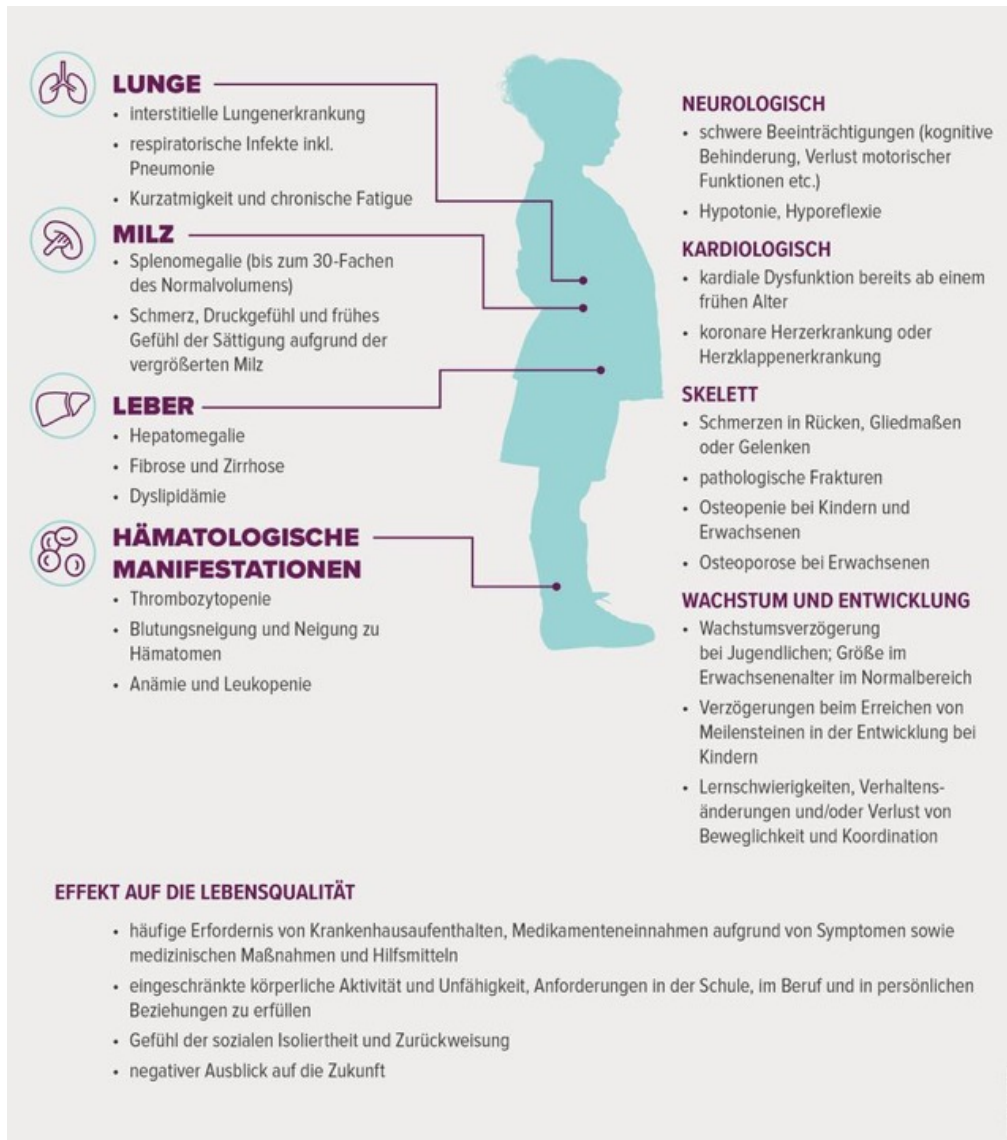 LUNGE
• interstitielle Lungenerkrankung
• respiratorische Infekte inkl.
Pneumonie
• Kurzatmigkeit und chronische Fatigue
MILZ
• Splenomegalie (bis zum 30-Fachen
des Normalvolumens)
• Schmerz, Druckgefühl und frühes
Gefühl der Sättigung aufgrund der
vergrößerten Milz
LEBER
• Hepatomegalie
• Fibrose und Zirrhose
• Dyslipidämie
HÄMATOLOGISCHE
MANIFESTATIONEN
• Thrombozytopenie
• Blutungsneigung und Neigung zu
Hämatomen
• Anämie und Leukopenie
NEUROLOGISCH
• schwere Beeinträchtigungen (kognitive
Behinderung, Verlust motorischer
Funktionen etc.)
• Hypotonie, Hyporeflexie
KARDIOLOGISCH
• kardiale Dysfunktion bereits ab einem
frühen Alter
• koronare Herzerkrankung oder
Herzklappenerkrankung
SKELETT
• Schmerzen in Rücken, Gliedmaßen
oder Gelenken
• pathologische Frakturen
• Osteopenie bei Kindern und
Erwachsenen
• Osteoporose bei Erwachsenen
WACHSTUM UND ENTWICKLUNG
• Wachstumsverzögerung
bei Jugendlichen; Größe im
Erwachsenenalter im Normalbereich
• Verzögerungen beim Erreichen von
Meilensteinen in der Entwicklung bei
Kindern
• Lernschwierigkeiten, Verhaltens-
änderungen und/oder Verlust von
Beweglichkeit und Koordination
EFFEKT AUF DIE LEBENSQUALITÄT
• häufige Erfordernis von Krankenhausaufenthalten, Medikamenteneinnahmen aufgrund von Symptomen sowie
medizinischen Maßnahmen und Hilfsmitteln
• eingeschränkte körperliche Aktivität und Unfähigkeit, Anforderungen in der Schule, im Beruf und in persönlichen
Beziehungen zu erfüllen
• Gefühl der sozialen Isoliertheit und Zurückweisung
• negativer Ausblick auf die Zukunft